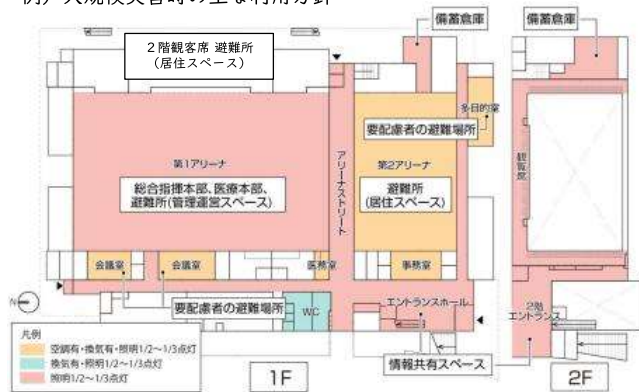 例）大規模災害時の主な利用方針
備蓄倉庫
備蓄倉庫
2階観客席 避難所
(居住スペース)
多目的室
要配慮者の避難場所
第1アリーナ
総合指揮本部、医療本部、
避難所(管理運営スペース)
アリーナストリート
第2アリーナ
避難所
(居住スペース)
観覧席
会議室
会議室
医務室
事務室
要配慮者の避難場所
WC
エントランスホール
2階
エントランス
N
凡例
空調有・換気有・照明1/2～1/3点灯
換気有・照明1/2～1/3点灯
照明1/2～1/3点灯
情報共有スペース
1F
2F